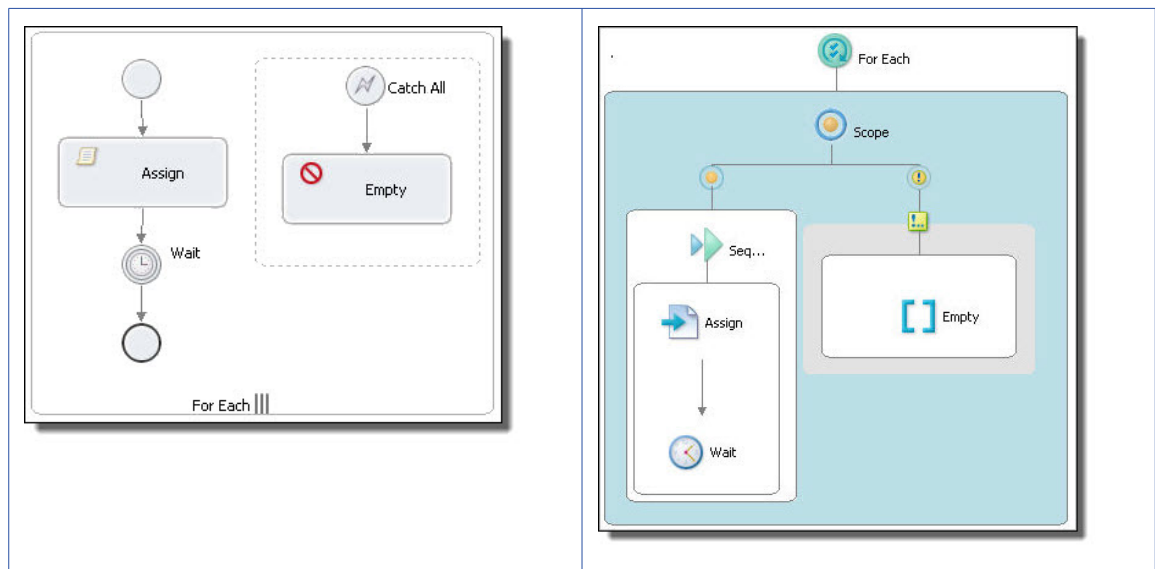 Catch All
Assign
Empty
Wait
For Each
For Each
Scope
Seq...
Assign
Empty
Wait